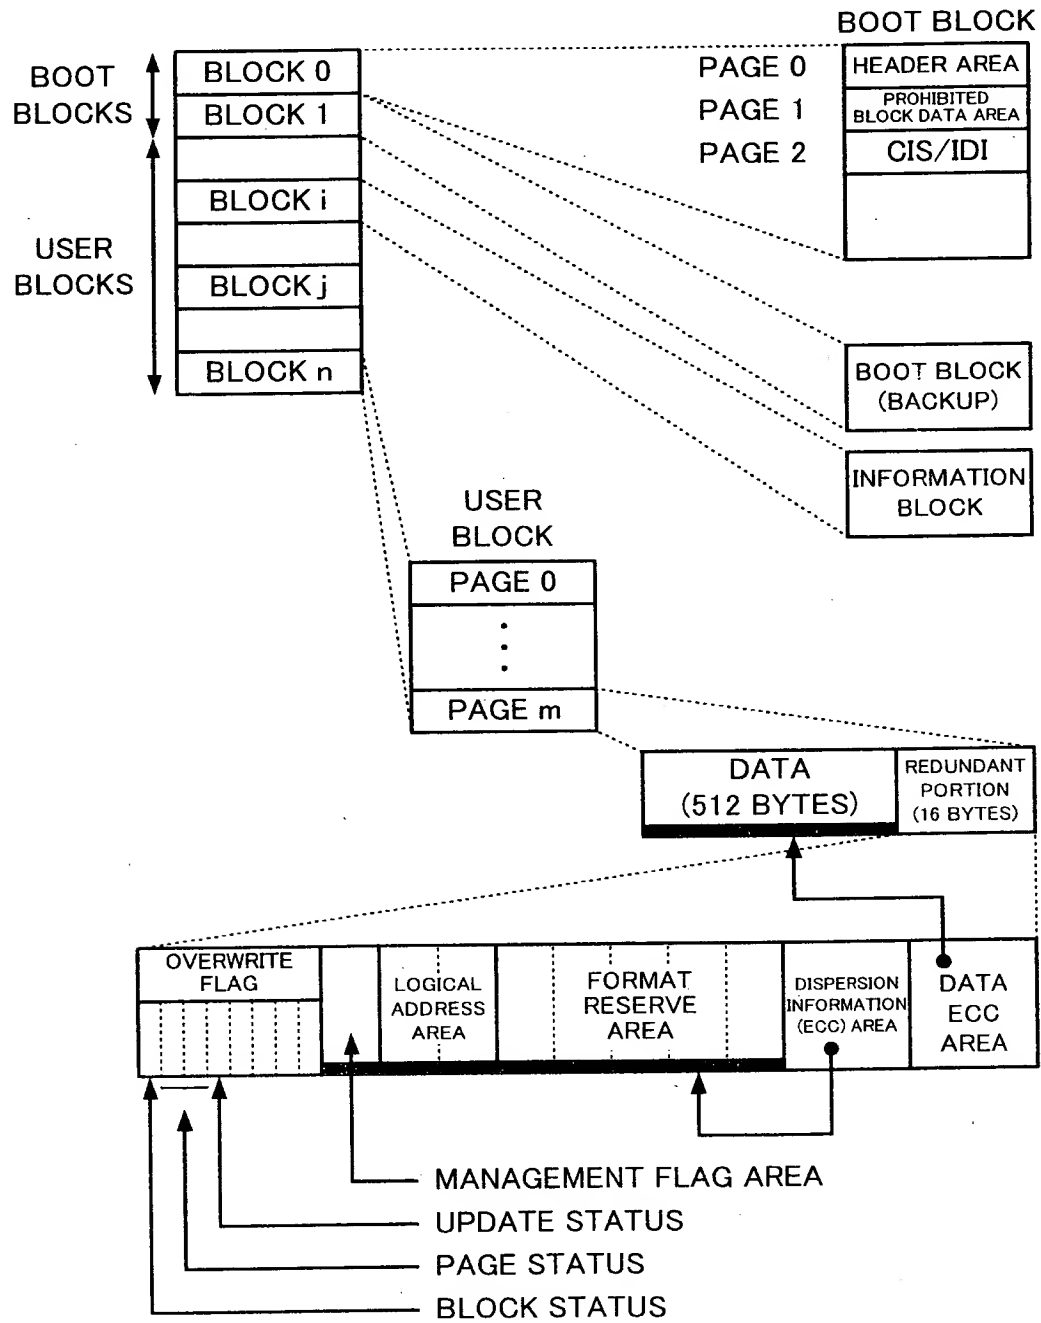 BOOT BLOCK
BOOT
BLOCKS
BLOCK 0
BLOCK 1
PAGE 0
HEADER AREA
PAGE 1
PROHIBITED
BLOCK DATA AREA
PAGE 2
CIS/IDI
USER
BLOCKS
BLOCK i
BLOCK j
BLOCK n
BOOT BLOCK
(BACKUP)
INFORMATION
BLOCK
USER
BLOCK
PAGE 0
PAGE m
DATA
(512 BYTES)
REDUNDANT
PORTION
(16 BYTES)
OVERWRITE
FLAG
LOGICAL
ADDRESS
AREA
FORMAT
RESERVE
AREA
DISPERSION
INFORMATION
(ECC) AREA
DATA
ECC
AREA
MANAGEMENT FLAG AREA
UPDATE STATUS
PAGE STATUS
BLOCK STATUS